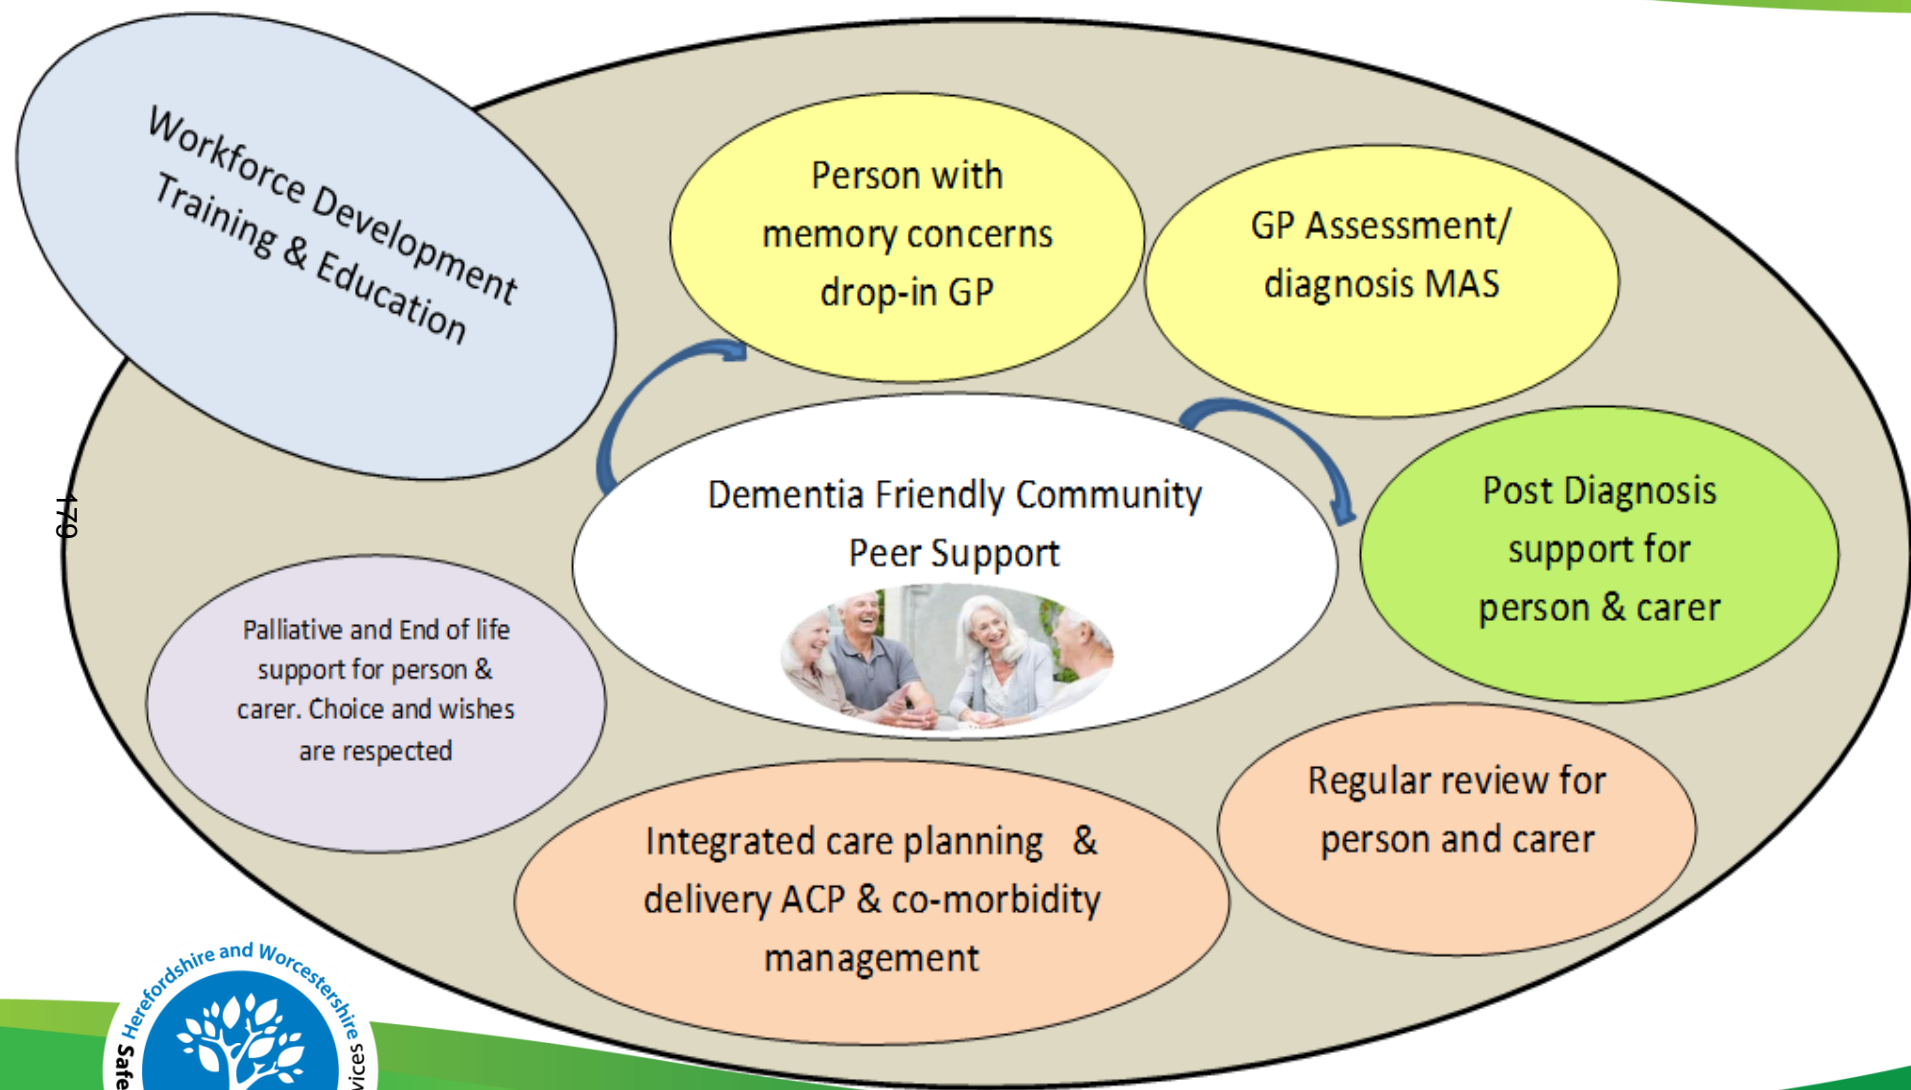 Workforce Development
Training & Education
Person with
memory concerns
drop-in GP
GP Assessment/
diagnosis MAS
Dementia Friendly Community
Peer Support
Post Diagnosis
support for
person & carer
179
Palliative and End of life
support for person &
carer. Choice and wishes
are respected
Regular review for
person and carer
Integrated care planning & 
delivery ACP & co-morbidity
management
Herefordshire and Worcestershire